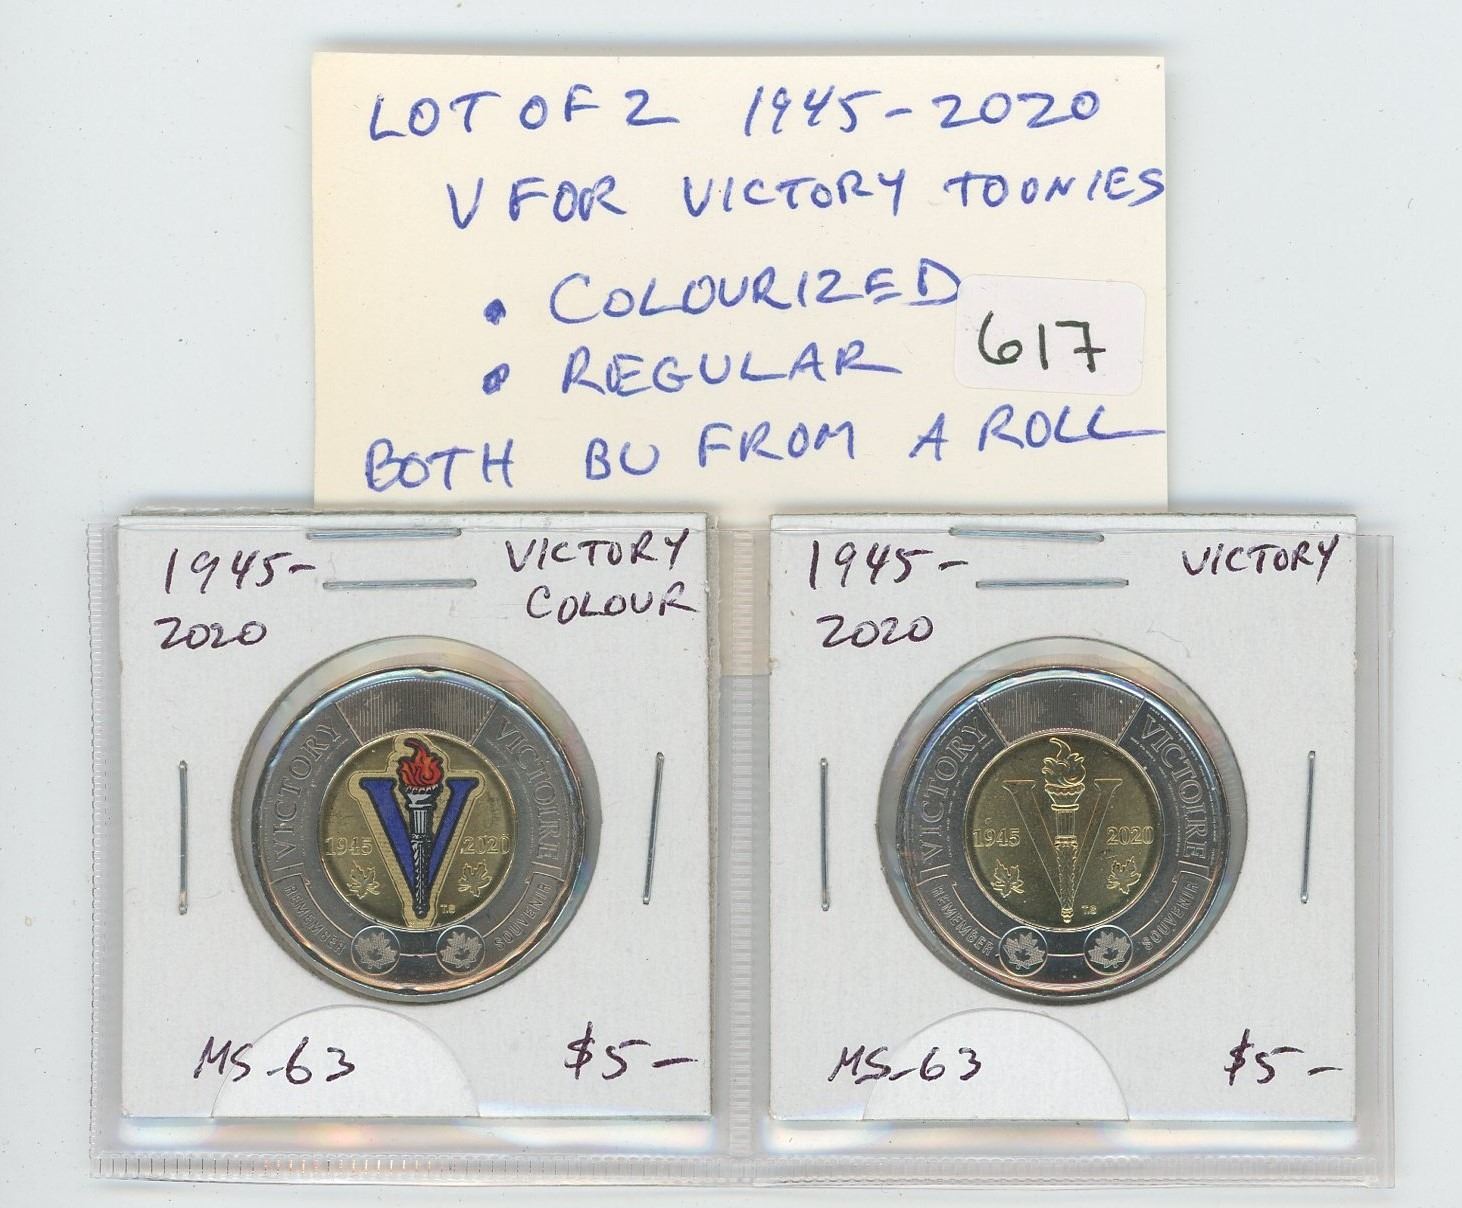 LOT OF 2 1945-2020
V FOR VICTORY TOONIES
• COLOURIZED
617
• REGULAR
BOTH BU FROM A ROLL
1945-2020
VICTORY COLOUR
VICTORY
VICTOIRE
1945
2020
T.S
REMEMBER
SOUVENIR
MS-63
$5-
1945-2020
VICTORY
VICTORY
VICTOIRE
1945
2020
T.S
REMEMBER
SOUVENIR
MS-63
$5-